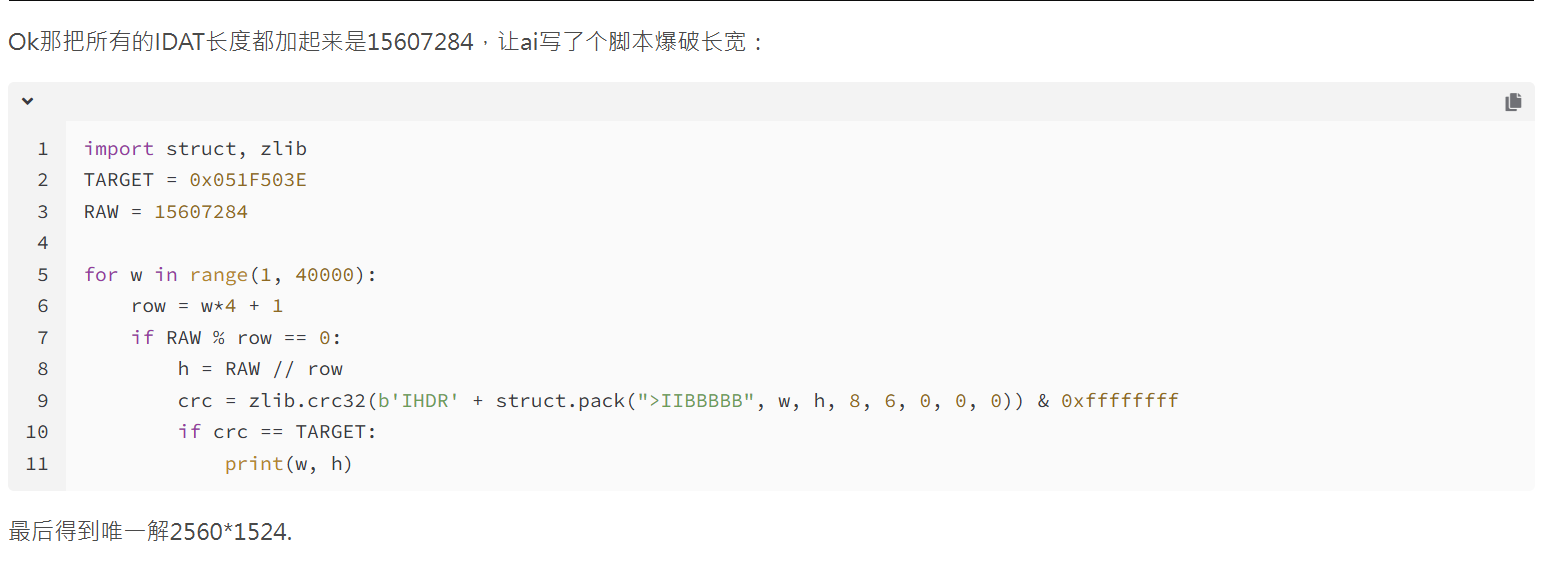 Ok那把所有的IDAT长度都加起来是15607284，让ai写了个脚本爆破长宽：
1 import struct, zlib
2 TARGET = 0x051F503E
3 RAW = 15607284
4
5 for w in range(1, 40000):
6     row = w*4 + 1
7     if RAW % row == 0:
8         h = RAW // row
9         crc = zlib.crc32(b'IHDR' + struct.pack(">IIBBBBB", w, h, 8, 6, 0, 0, 0)) & 0xffffffff
10         if crc == TARGET:
11             print(w, h)
最后得到唯一解2560*1524.